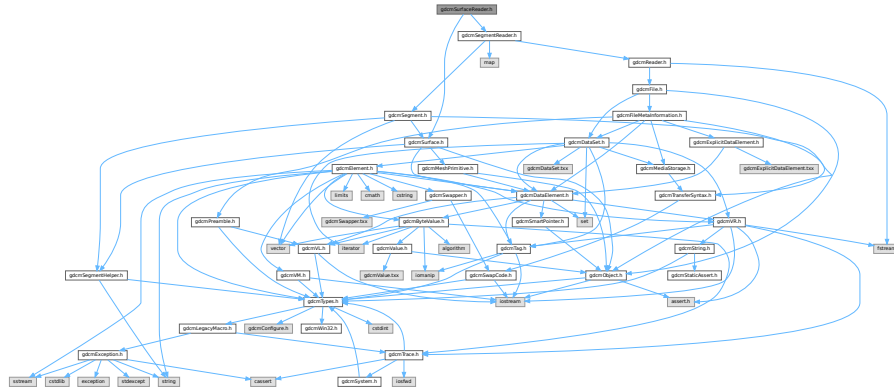 gdcmSurfaceReader.h
gdcmSegmentReader.h
map
gdcmReader.h
gdcmFile.h
gdcmSegment.h
gdcmFileMetaInformation.h
gdcmSurface.h
gdcmDataSet.h
gdcmExplicitDataElement.h
gdcmElement.h
gdcmMeshPrimitive.h
gdcmDataSet.txx
gdcmMediaStorage.h
gdcmExplicitDataElement.txx
limits
cmath
cstring
gdcmSwapper.h
gdcmDataElement.h
gdcmTransferSyntax.h
gdcmPreamble.h
gdcmSwapper.txx
gdcmByteValue.h
gdcmSmartPointer.h
set
gdcmVR.h
vector
gdcmVL.h
iterator
gdcmValue.h
algorithm
gdcmTag.h
gdcmString.h
fstream
gdcmSegmentHelper.h
gdcmVM.h
gdcmValue.txx
iomanip
gdcmSwapCode.h
gdcmObject.h
gdcmStaticAssert.h
gdcmTypes.h
iostream
assert.h
gdcmLegacyMacro.h
gdcmConfigure.h
gdcmWin32.h
cstdint
gdcmException.h
gdcmTrace.h
sstream
cstdlib
exception
stdexcept
string
cassert
gdcmSystem.h
iosfwd